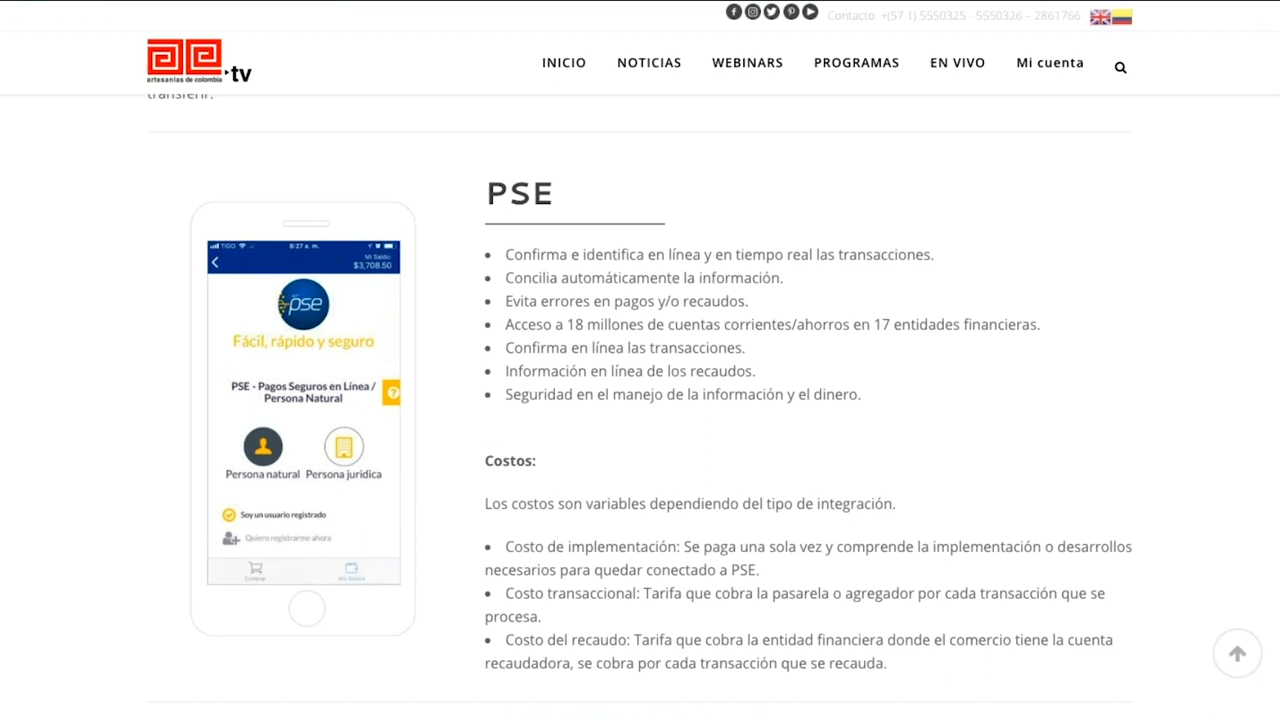 Contacto. +(57 1) 5550325 - 5550326 – 2861766
artesanías de colombia
tv
INICIO
NOTICIAS
WEBINARS
PROGRAMAS
EN VIVO
Mi cuenta
transferir.
PSE
• Confirma e identifica en línea y en tiempo real las transacciones.
• Concilia automáticamente la información.
• Evita errores en pagos y/o recaudos.
• Acceso a 18 millones de cuentas corrientes/ahorros en 17 entidades financieras.
• Confirma en línea las transacciones.
• Información en línea de los recaudos.
• Seguridad en el manejo de la información y el dinero.
Costos:
Los costos son variables dependiendo del tipo de integración.
• Costo de implementación: Se paga una sola vez y comprende la implementación o desarrollos
necesarios para quedar conectado a PSE.
• Costo transaccional: Tarifa que cobra la pasarela o agregador por cada transacción que se
procesa.
• Costo del recaudo: Tarifa que cobra la entidad financiera donde el comercio tiene la cuenta
recaudadora, se cobra por cada transacción que se recauda.
TIGO
8:27 a. m.
Mi Saldo
$3,708.50
pse
Fácil, rápido y seguro
PSE - Pagos Seguros en Línea /
Persona Natural
?
Persona natural
Persona juridica
Soy un usuario registrado
Quiero registrarme ahora
Comprar